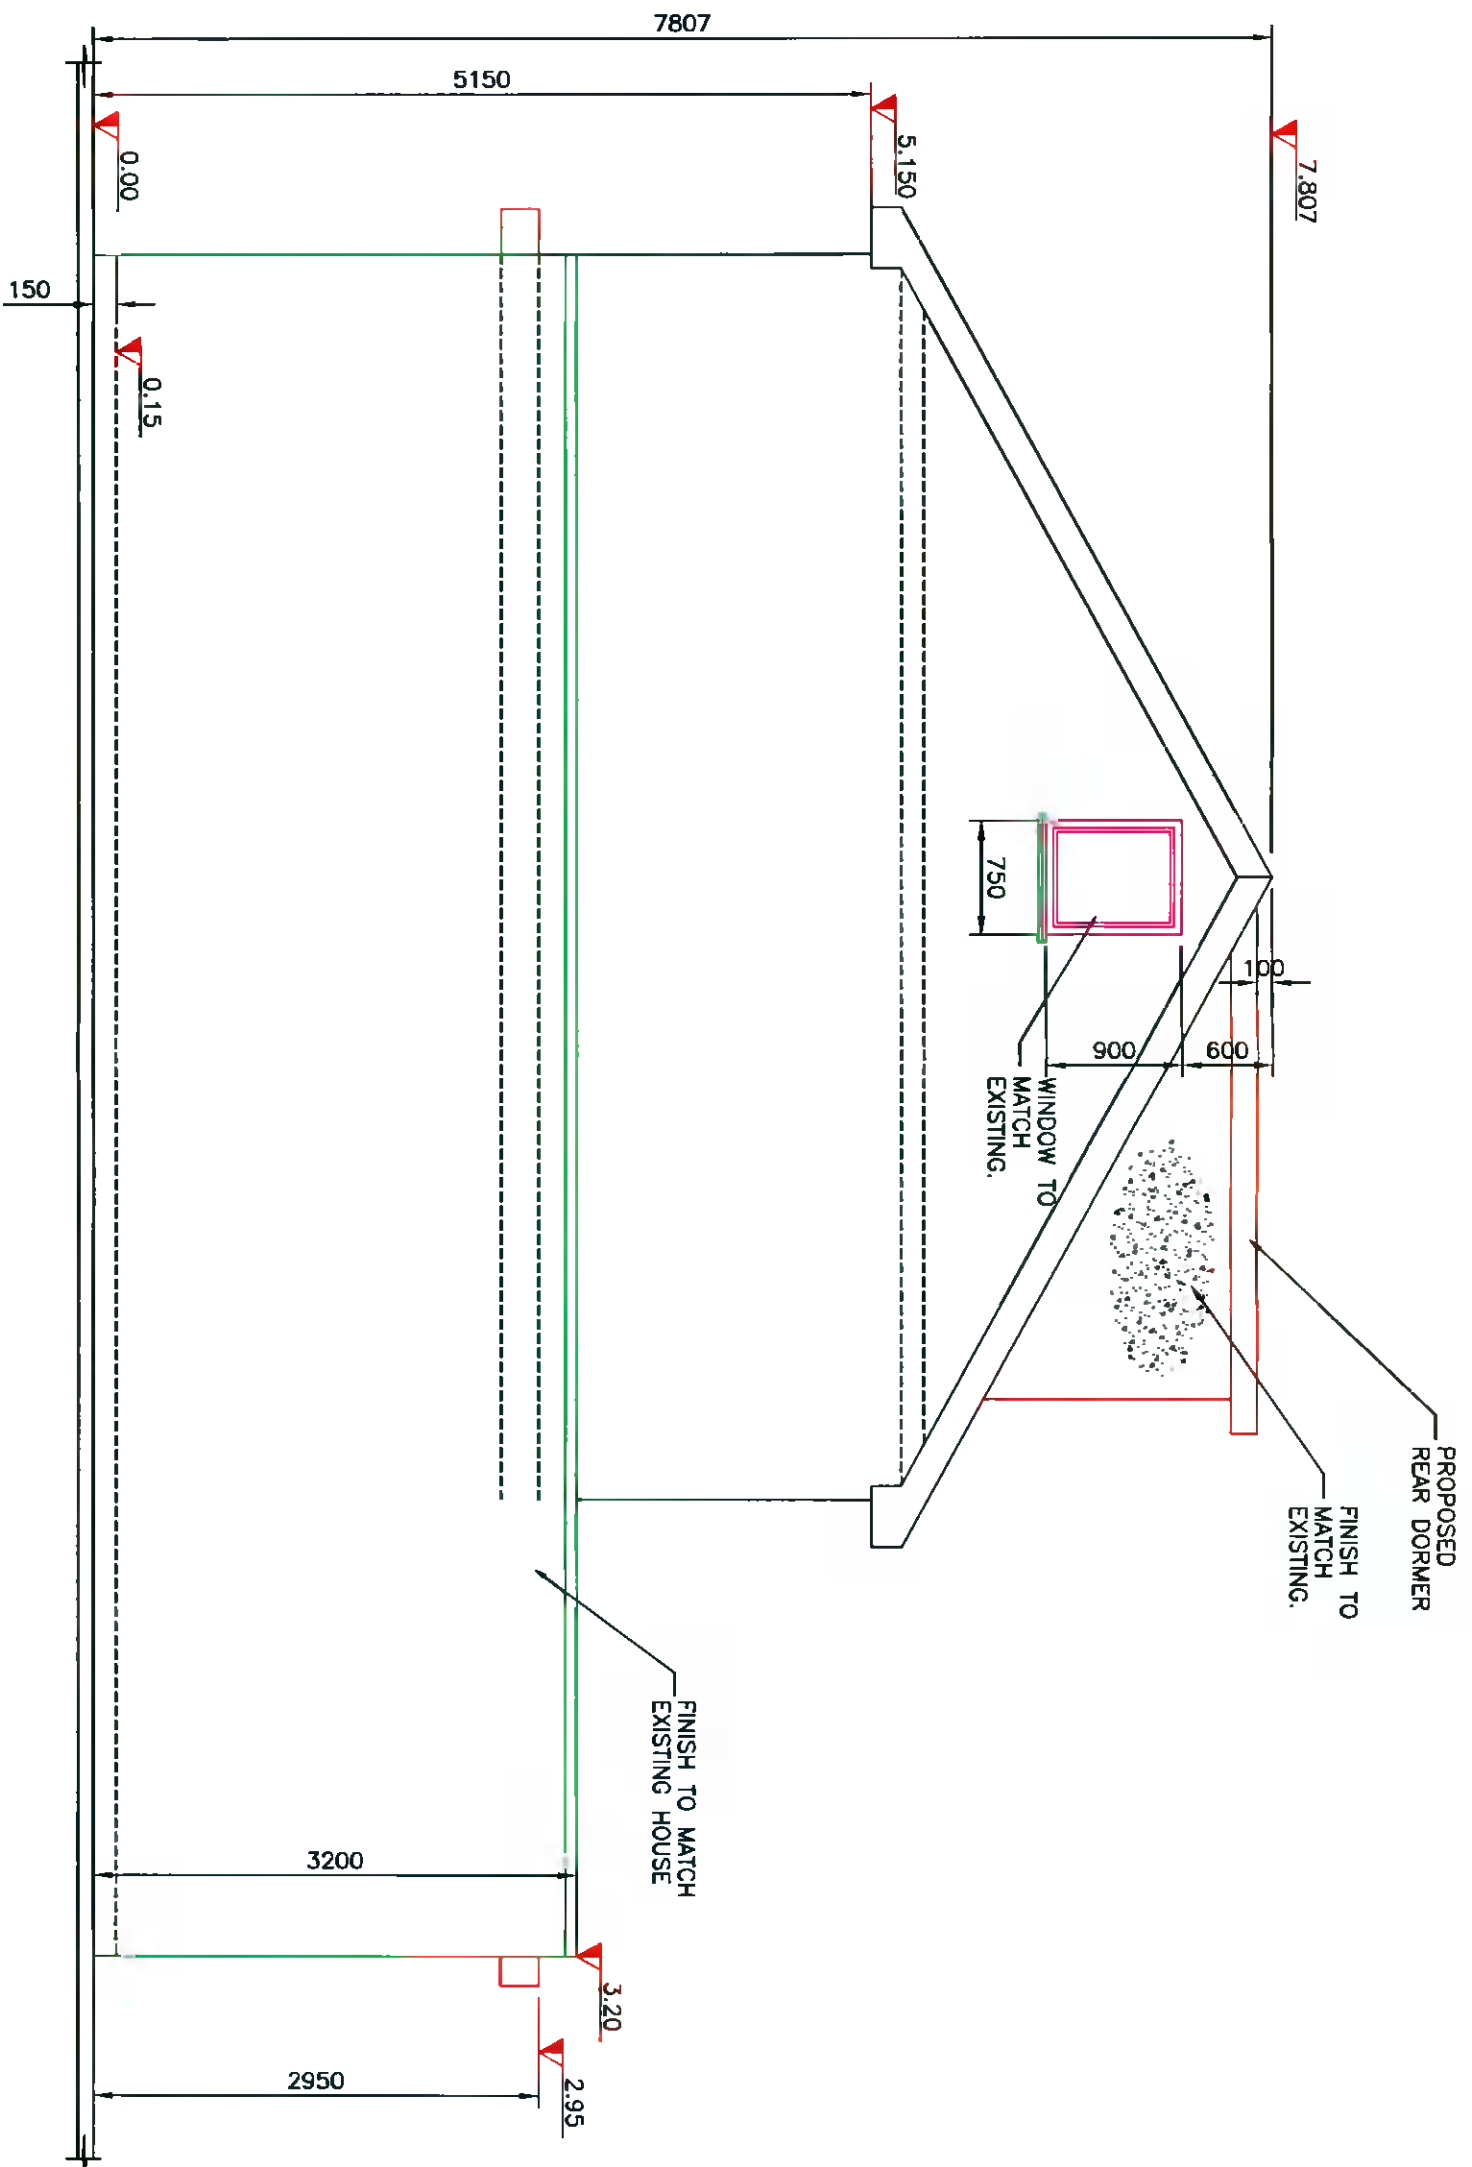 7.807
7807
5.150
5150
0.00
150
0.15
100
600
900
750
WINDOW TO
MATCH
EXISTING.
PROPOSED
REAR DORMER
FINISH TO
MATCH
EXISTING.
FINISH TO MATCH
EXISTING HOUSE
3200
3.20
2.95
2950